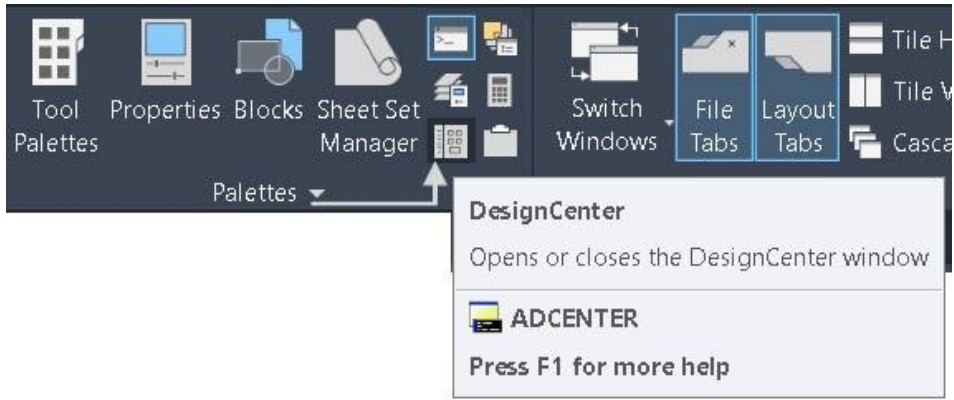 Tool
Palettes
Properties
Blocks
Sheet Set
Manager
Palettes
Switch
Windows
File
Tabs
Layout
Tabs
Tile H
Tile
Casca
DesignCenter
Opens or closes the DesignCenter window
ADCENTER
Press F1 for more help